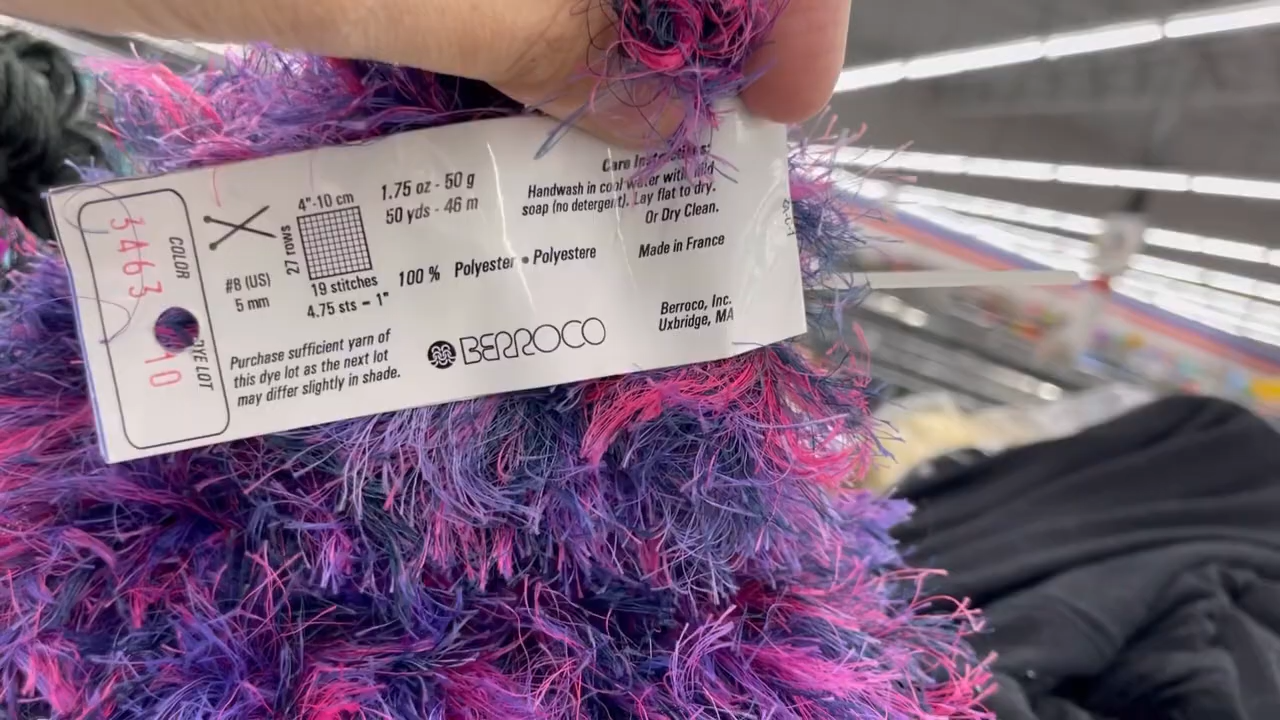 COLOR
3463
DYE LOT
10
#8 (US)
5 mm
4"-10 cm
27 rows
19 stitches
4.75 sts – 1"
1.75 oz - 50 g
50 yds - 46 m
100 % Polyester • Polyestere
Purchase sufficient yarn of
this dye lot as the next lot
may differ slightly in shade.
BERROCO
Care Instructions:
Handwash in cool water with mild
soap (no detergent). Lay flat to dry.
Or Dry Clean.
Made in France
Berroco, Inc.
Uxbridge, MA